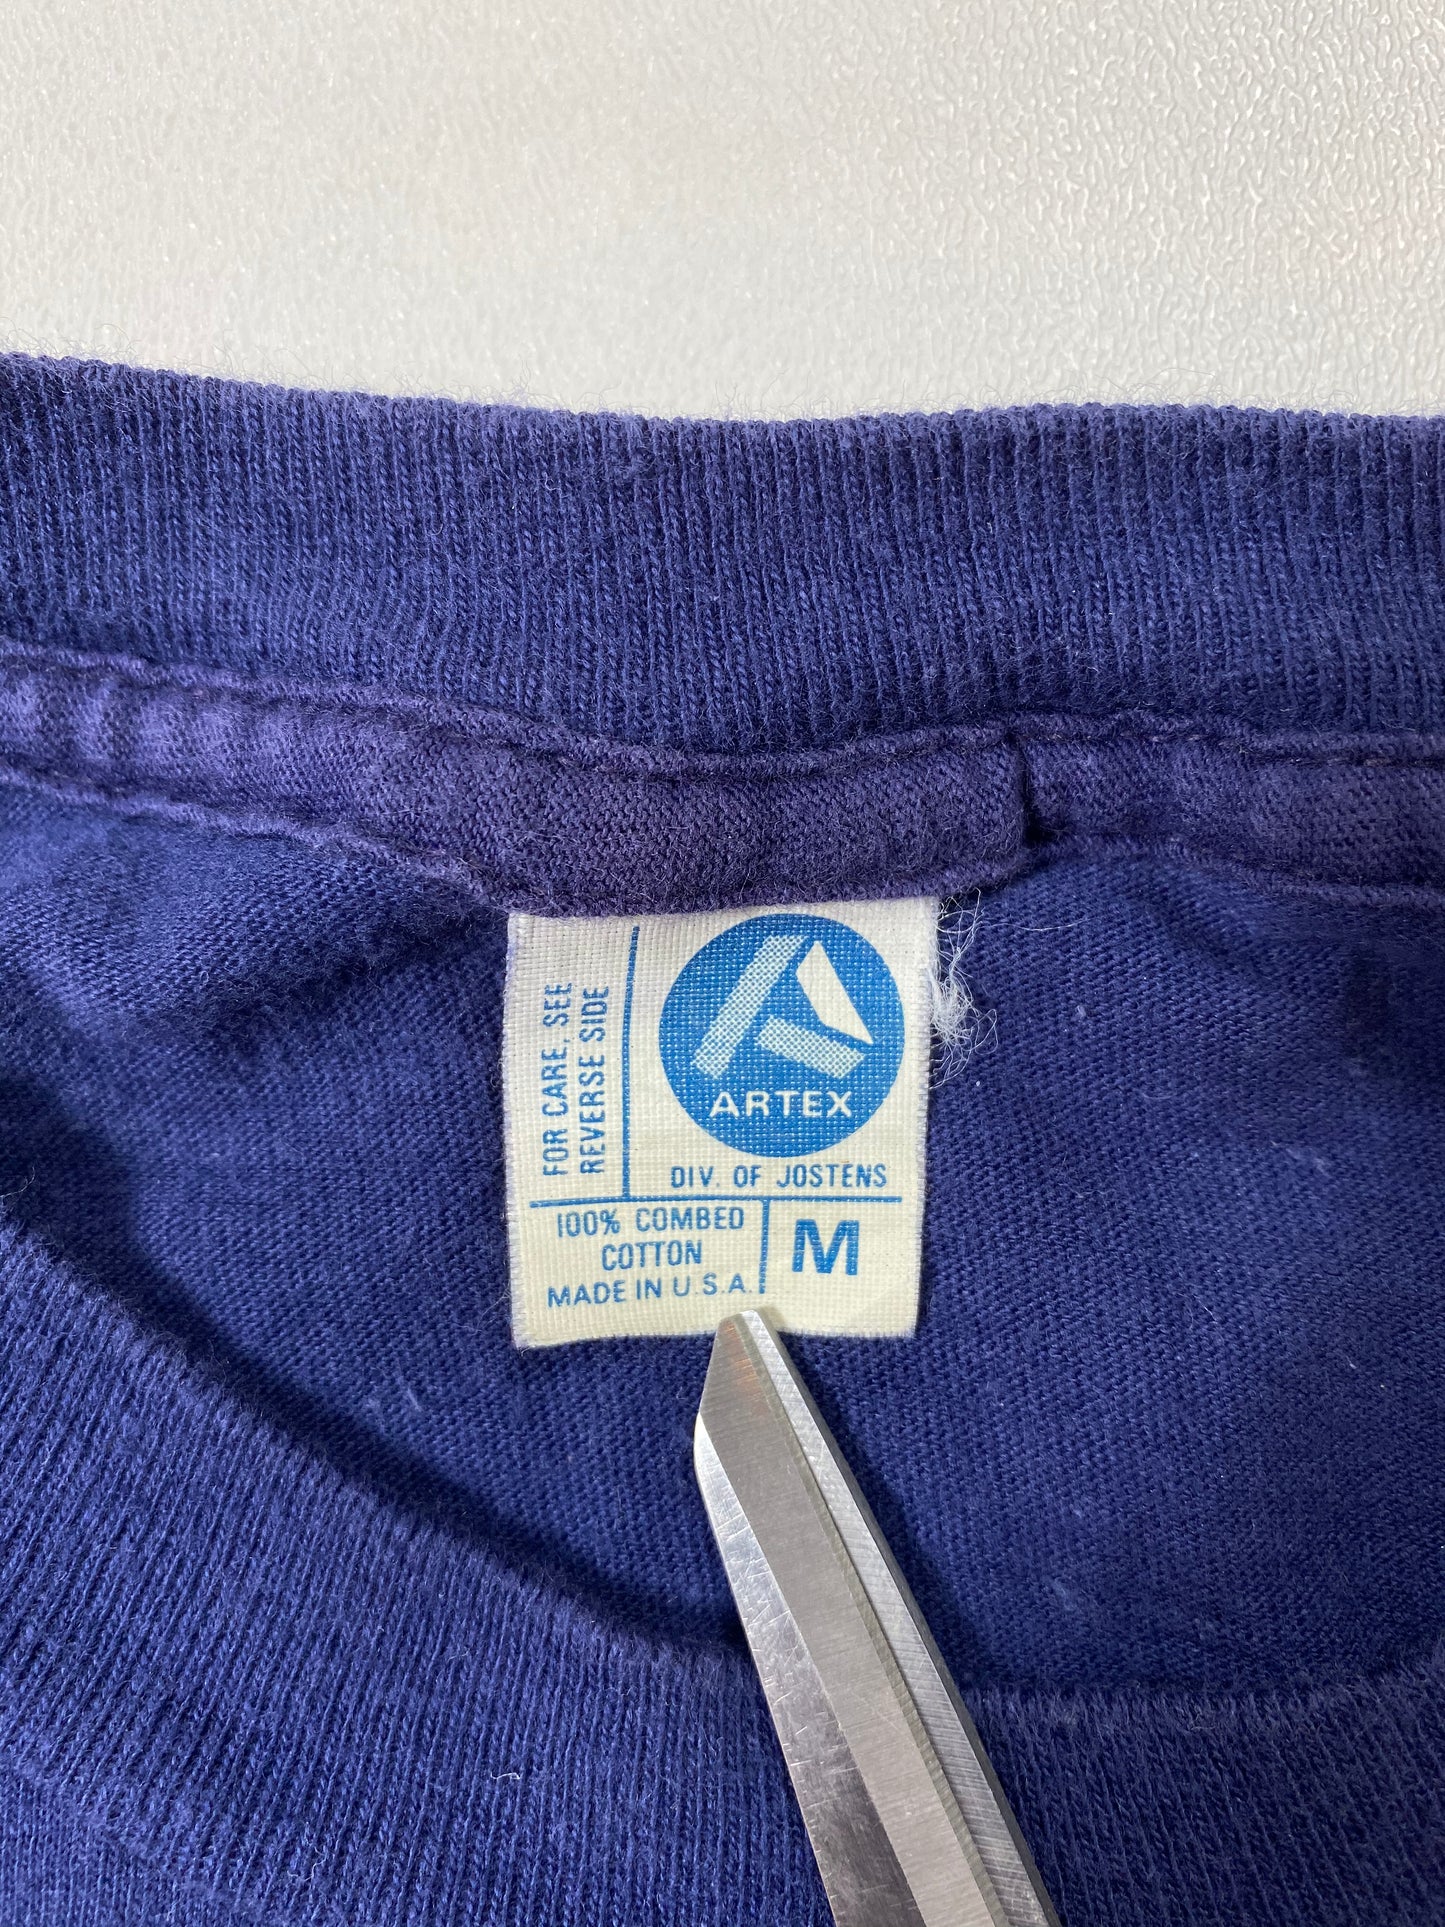 FOR CARE, SEE
REVERSE SIDE
ARTEX
DIV. OF JOSTENS
100% COMBED
COTTON
MADE IN U.S.A.
M